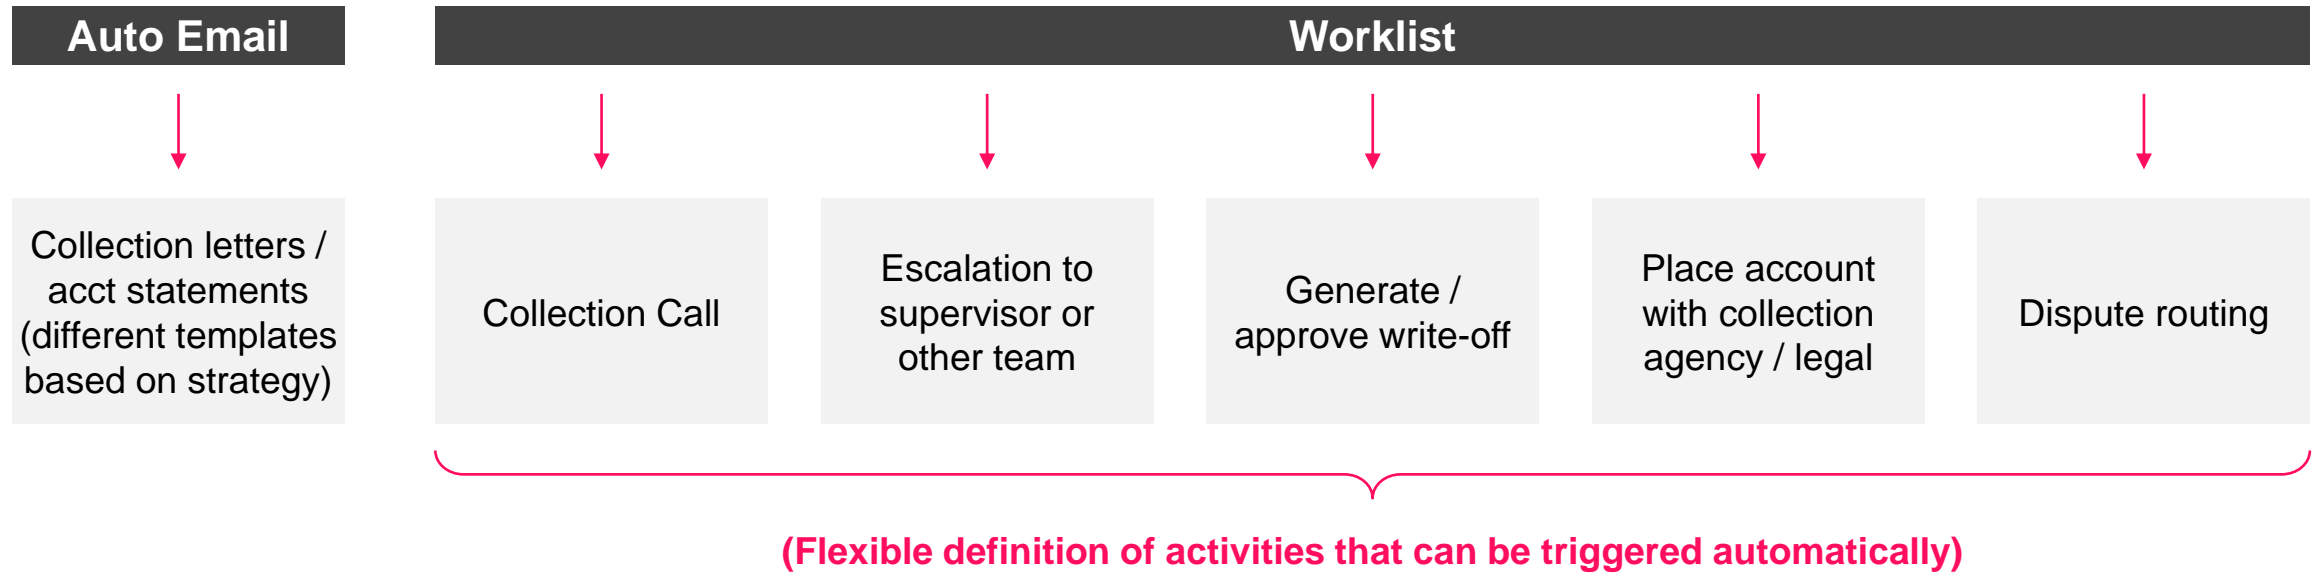 Auto Email
Worklist
Collection letters /
acct statements
(different templates
based on strategy)
Collection Call
Escalation to
supervisor or
other team
Generate /
approve write-off
Place account
with collection
agency / legal
Dispute routing
(Flexible definition of activities that can be triggered automatically)